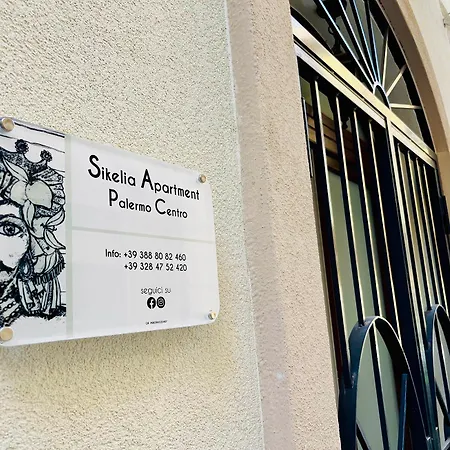 Sikelia Apartment
Palermo Centro
Info: +39 388 80 82 460
+39 328 47 52 420
seguici su